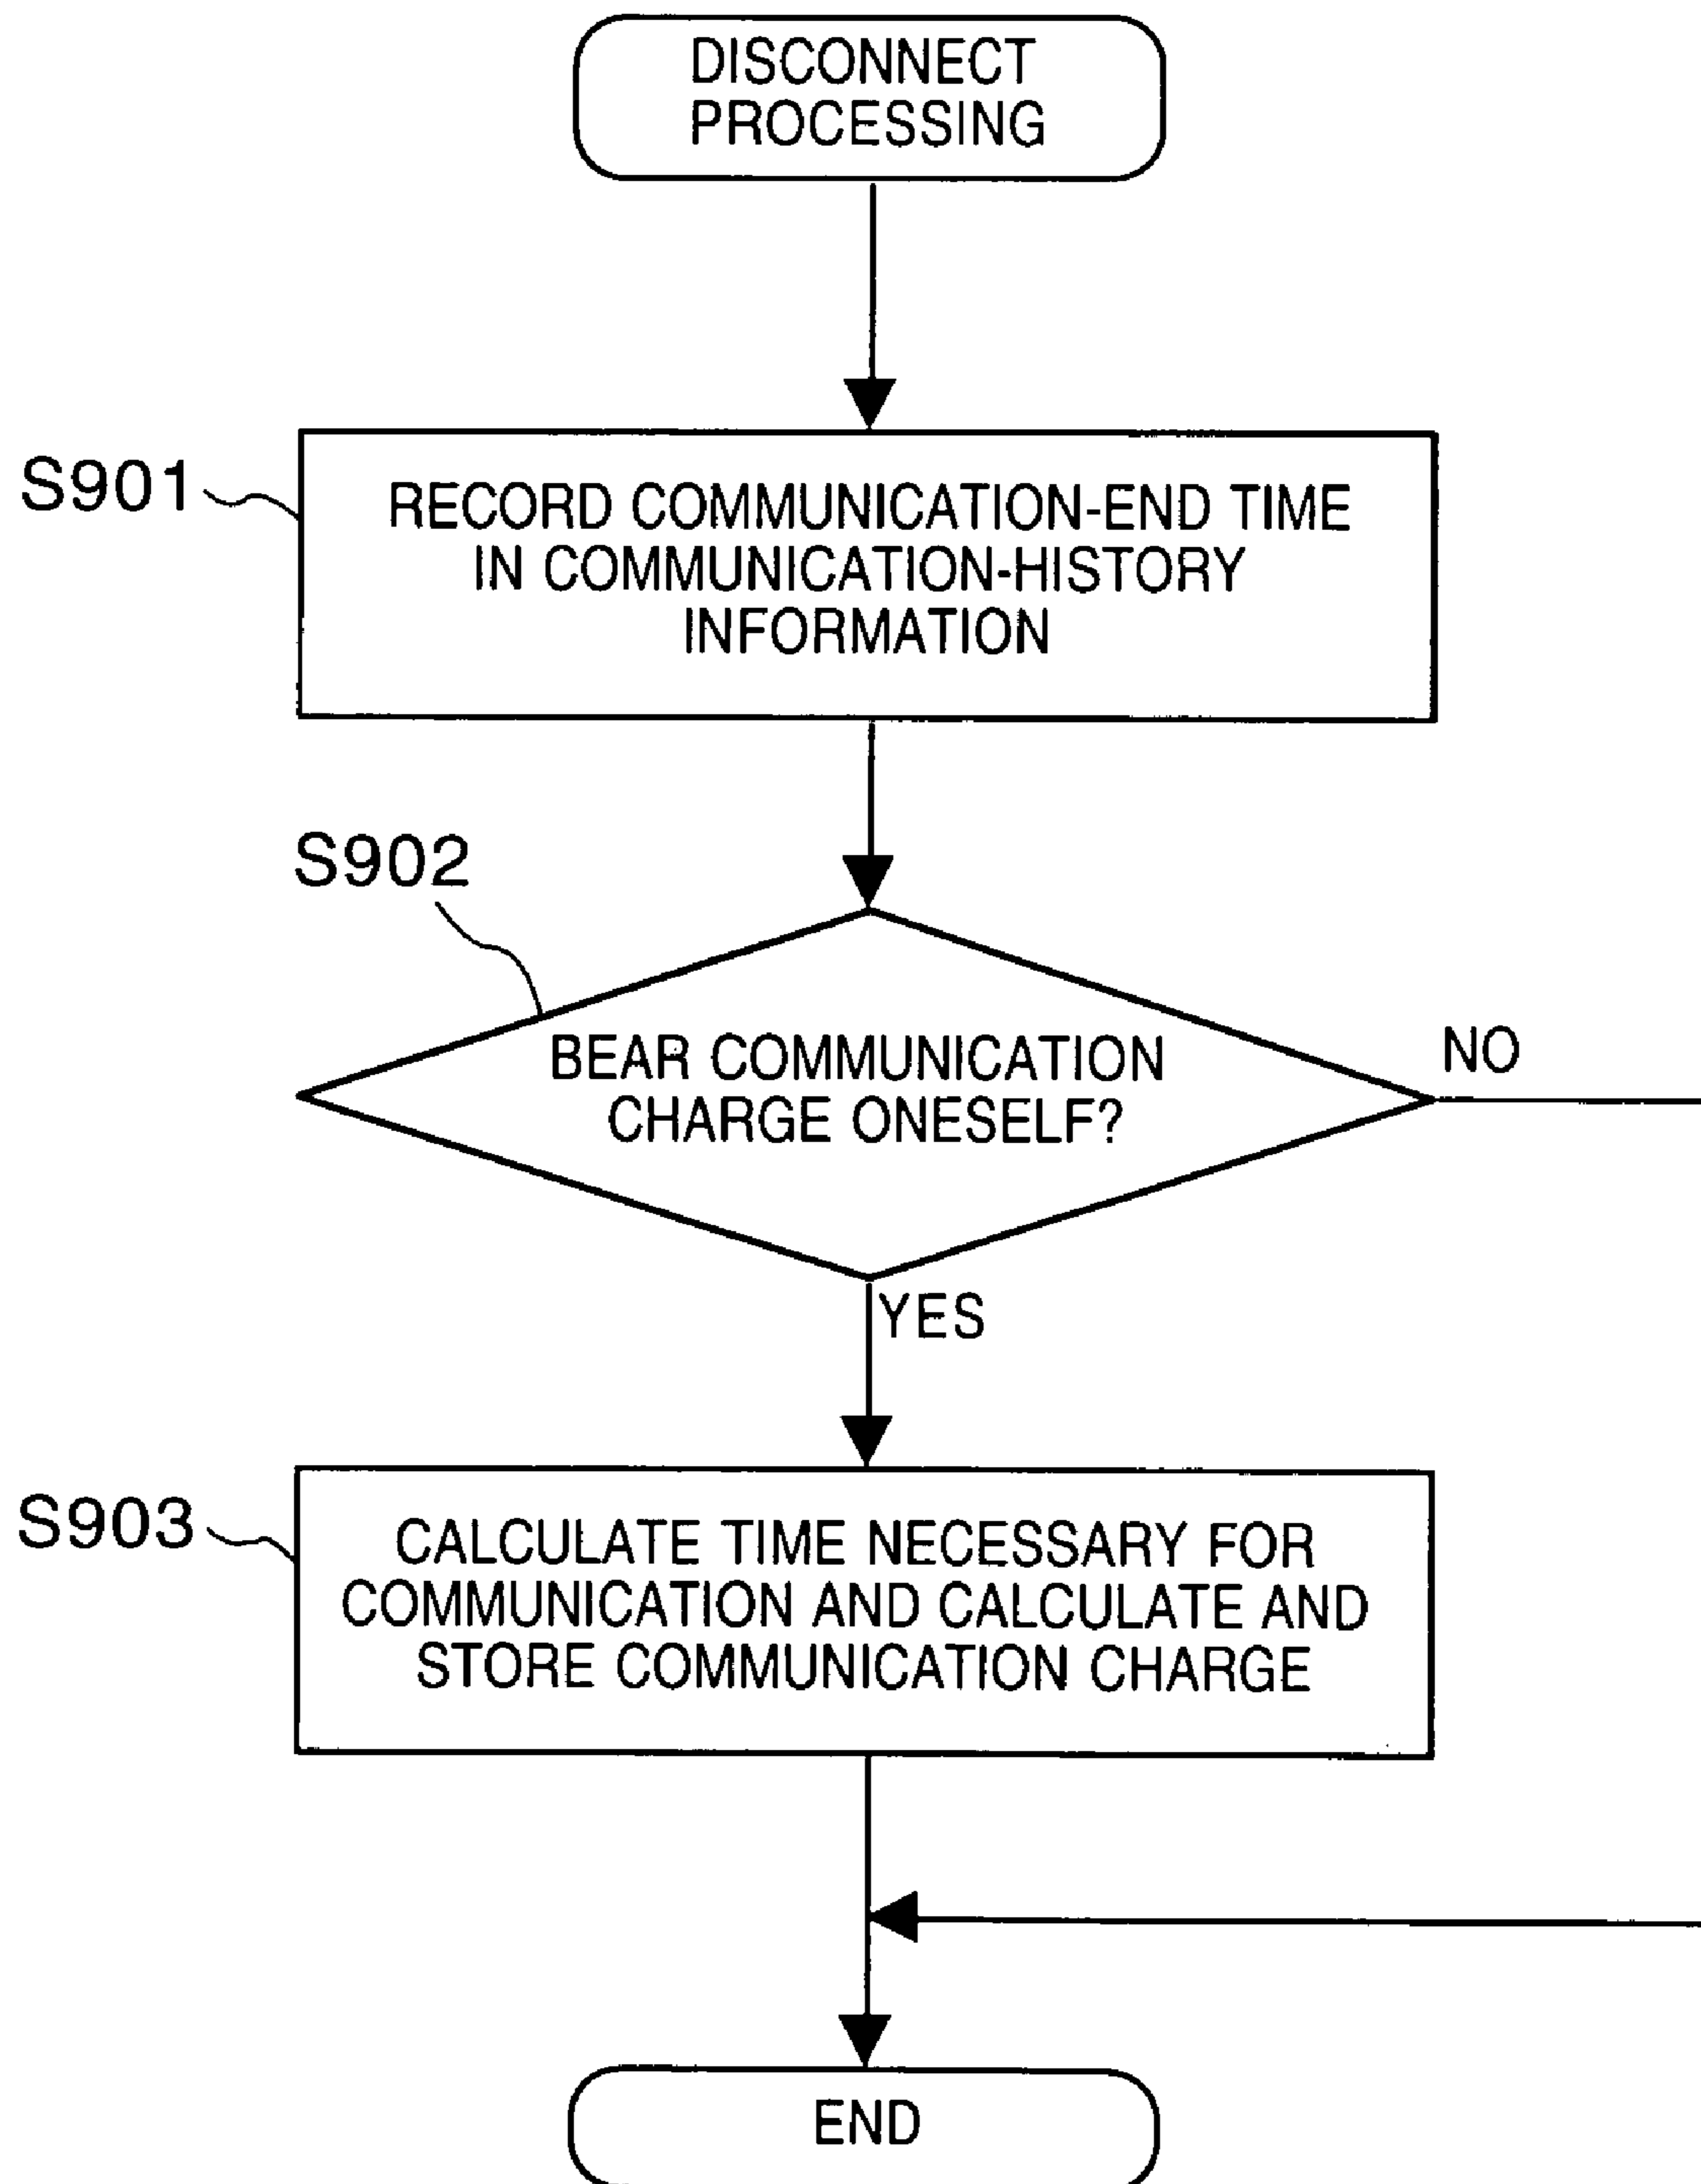 DISCONNECT
PROCESSING
S901
RECORD COMMUNICATION-END TIME
IN COMMUNICATION-HISTORY
INFORMATION
S902
BEAR COMMUNICATION
CHARGE ONESELF?
NO
YES
S903
CALCULATE TIME NECESSARY FOR
COMMUNICATION AND CALCULATE AND
STORE COMMUNICATION CHARGE
END